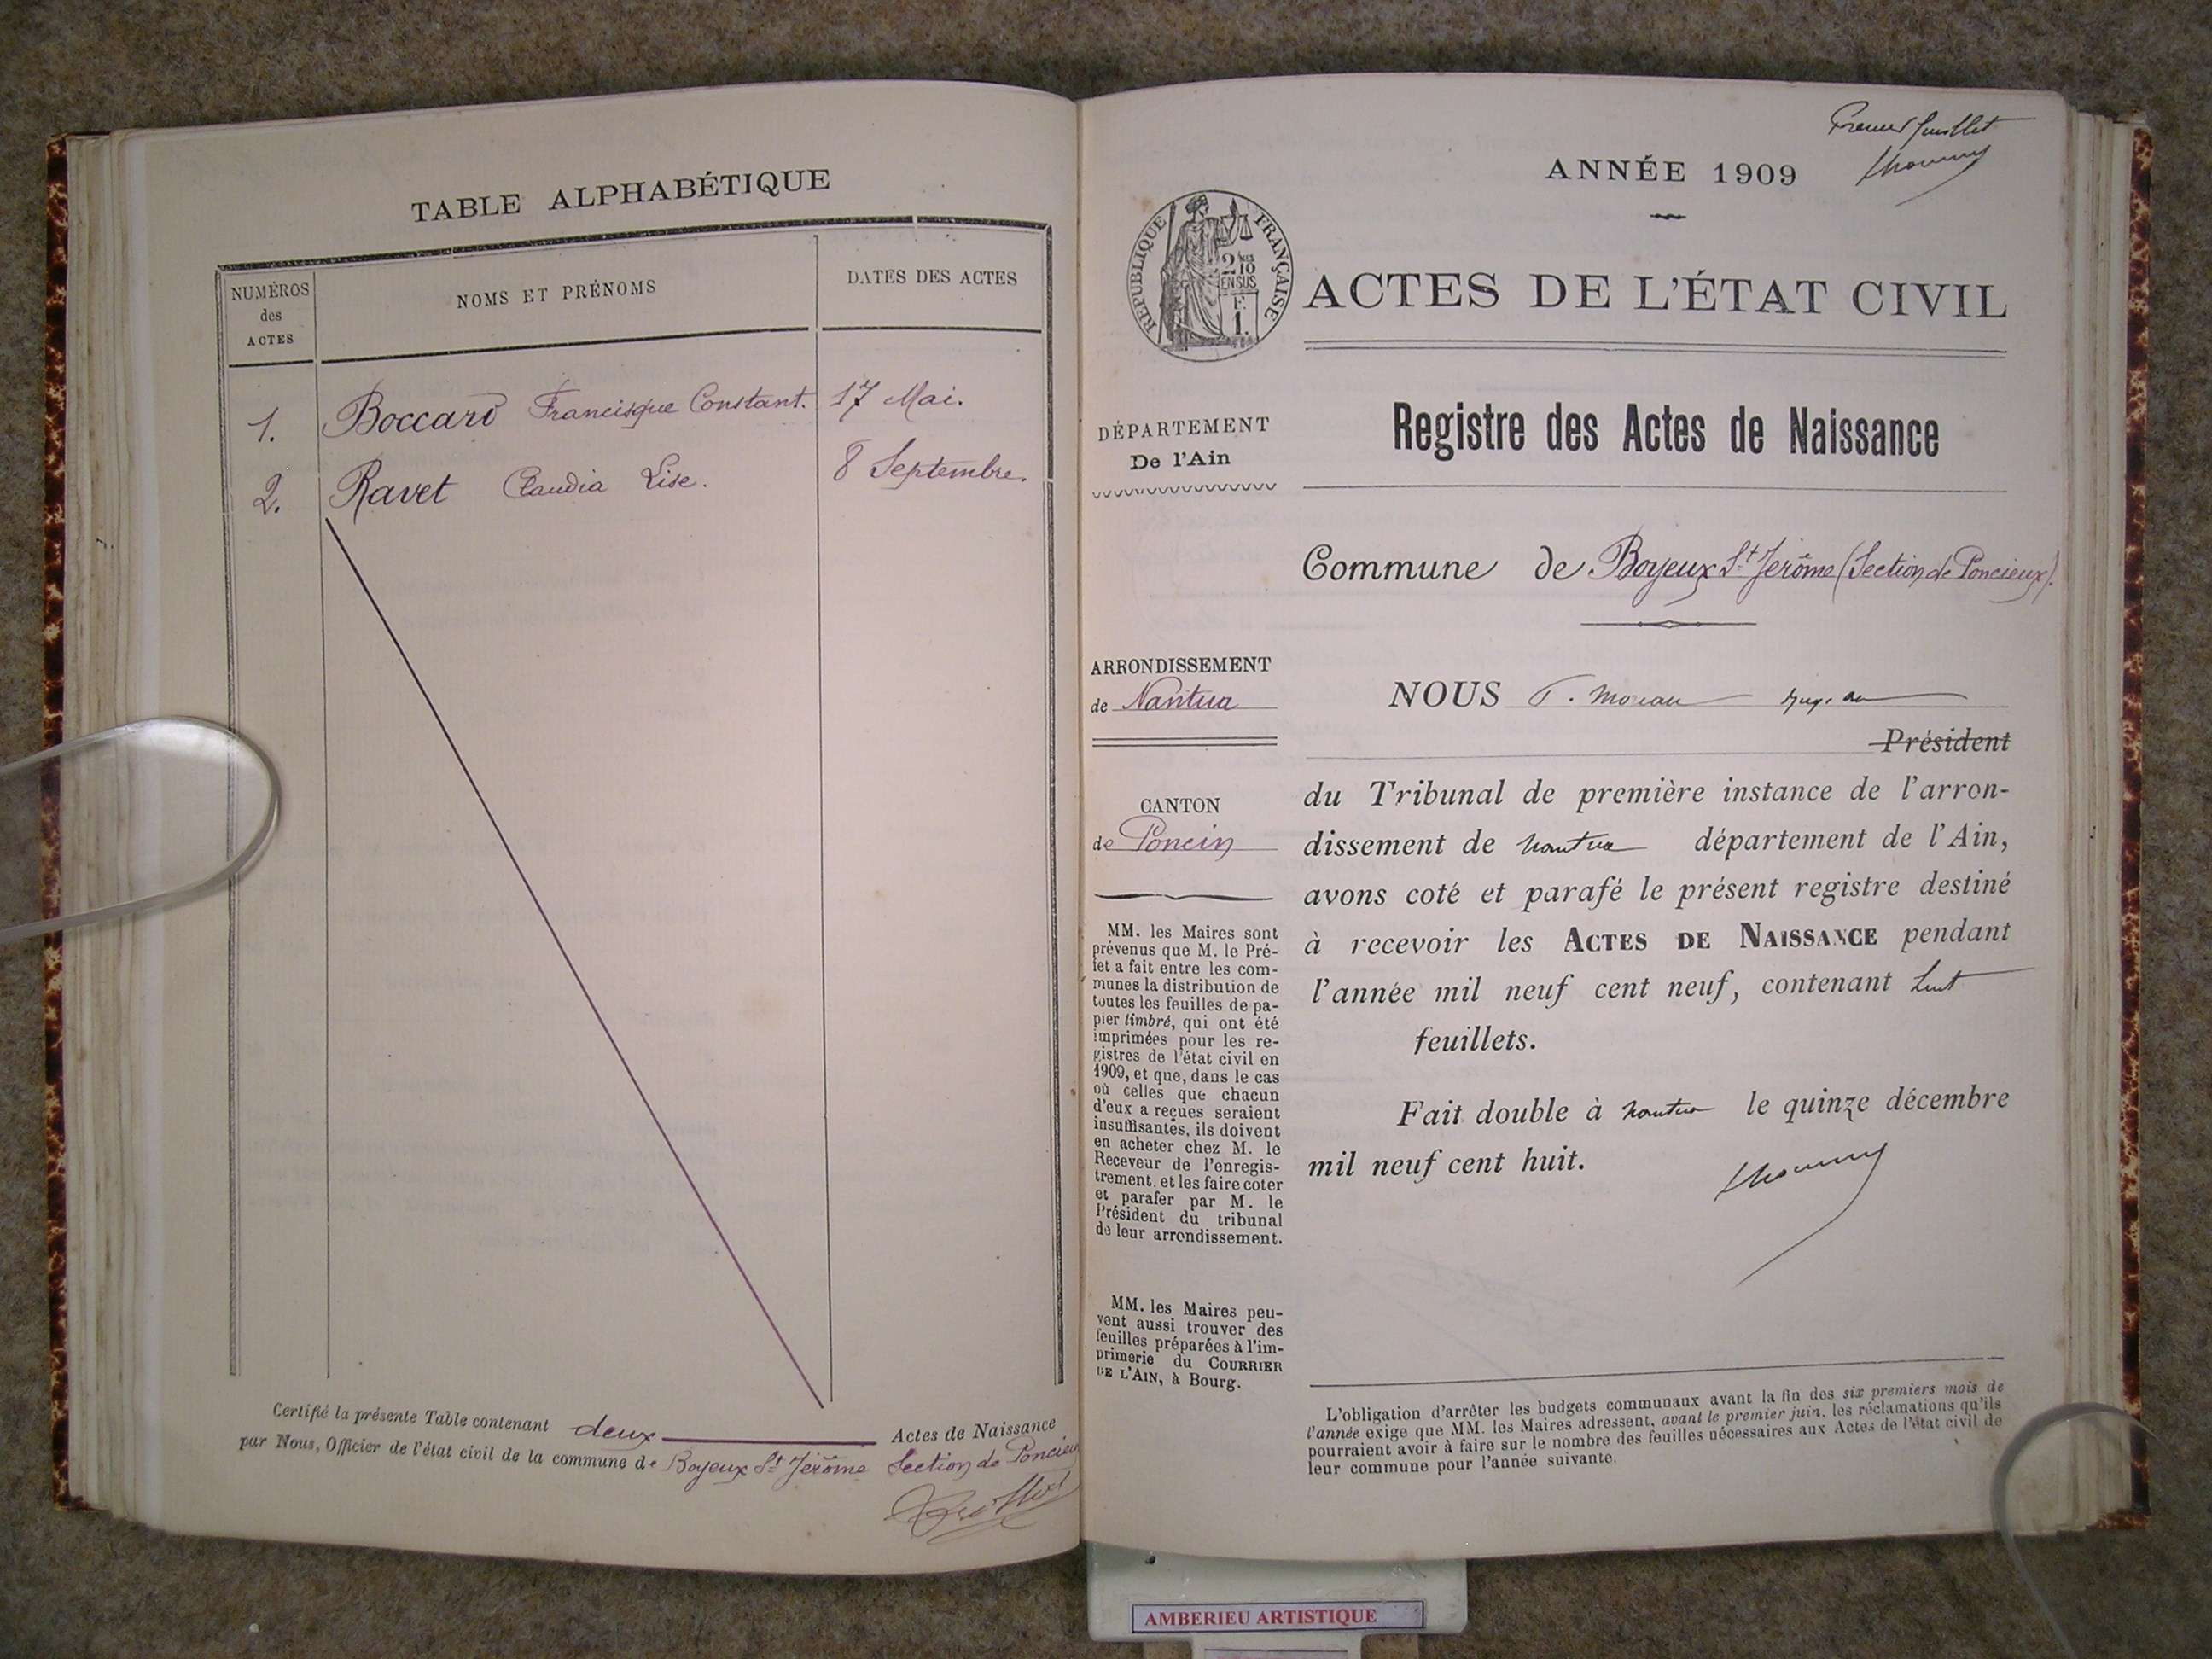 TABLE ALPHABÉTIQUE
NUMÉROS
des
ACTES
NOMS ET PRÉNOMS
DATES DES ACTES
1. Boccard Francisque Constant. 17 Mai.
2. Ravet Claudia Lise. 8 Septembre.
Certifié la présente Table contenant deux Actes de Naissance
par Nous, Officier de l'état civil de la commune de Boyeux St Jérôme Section de Poncieux
Premier feuillet
ANNÉE 1909
RÉPUBLIQUE FRANÇAISE
2/10
EN SUS
F.
1.
ACTES DE L'ÉTAT CIVIL
Registre des Actes de Naissance
DÉPARTEMENT
De l'Ain
Commune de Boyeux St Jérôme (Section de Poncieux).
ARRONDISSEMENT
de Nantua
CANTON
de Poncin
MM. les Maires sont
prévenus que M. le Pré-
fet a fait entre les com-
munes la distribution de
toutes les feuilles de pa-
pier timbré, qui ont été
imprimées pour les re-
gistres de l'état civil en
1909, et que, dans le cas
où celles que chacun
d'eux a reçues seraient
insuffisantes, ils doivent
en acheter chez M. le
Receveur de l'enregis-
trement, et les faire coter
et parafer par M. le
Président du tribunal
de leur arrondissement.
MM. les Maires peu-
vent aussi trouver des
feuilles préparées à l'im-
primerie du COURRIER
DE L'AIN, à Bourg.
NOUS
Président
du Tribunal de première instance de l'arron-
dissement de Nantua département de l'Ain,
avons coté et parafé le présent registre destiné
à recevoir les ACTES DE NAISSANCE pendant
l'année mil neuf cent neuf, contenant huit
feuillets.
Fait double à Nantua le quinze décembre
mil neuf cent huit.
L'obligation d'arrêter les budgets communaux avant la fin des six premiers mois de
l'année exige que MM. les Maires adressent, avant le premier juin, les réclamations qu'ils
pourraient avoir à faire sur le nombre des feuilles nécessaires aux Actes de l'état civil de
leur commune pour l'année suivante.
AMBERIEU ARTISTIQUE